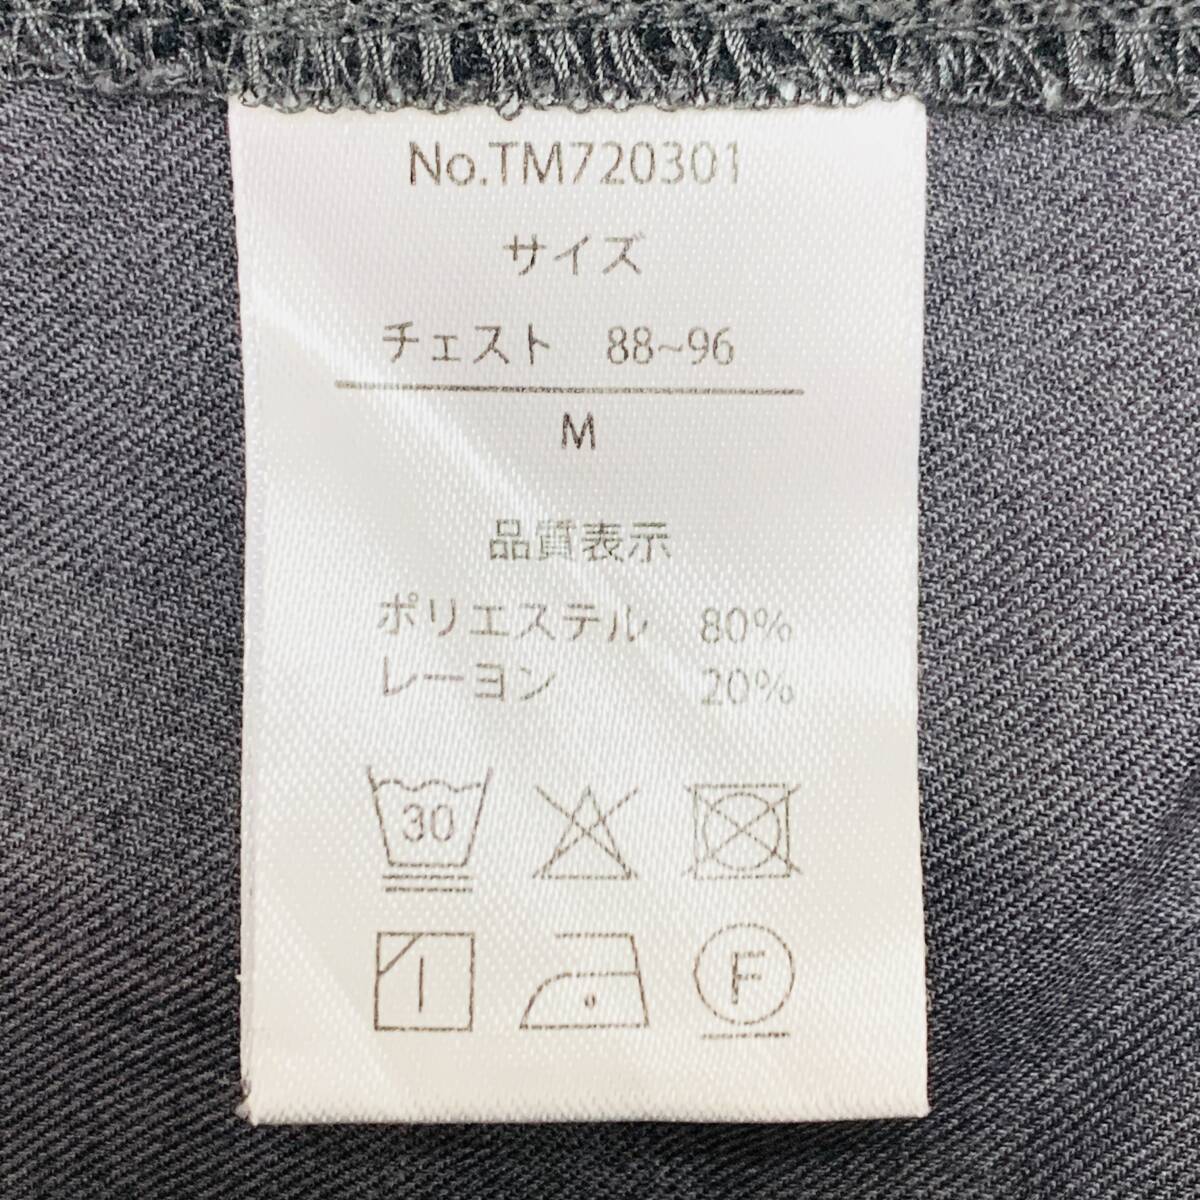 No.TM720301
サイズ
チェスト 88~96
M
品質表示
ポリエステル 80%
レーヨン 20%
30
F